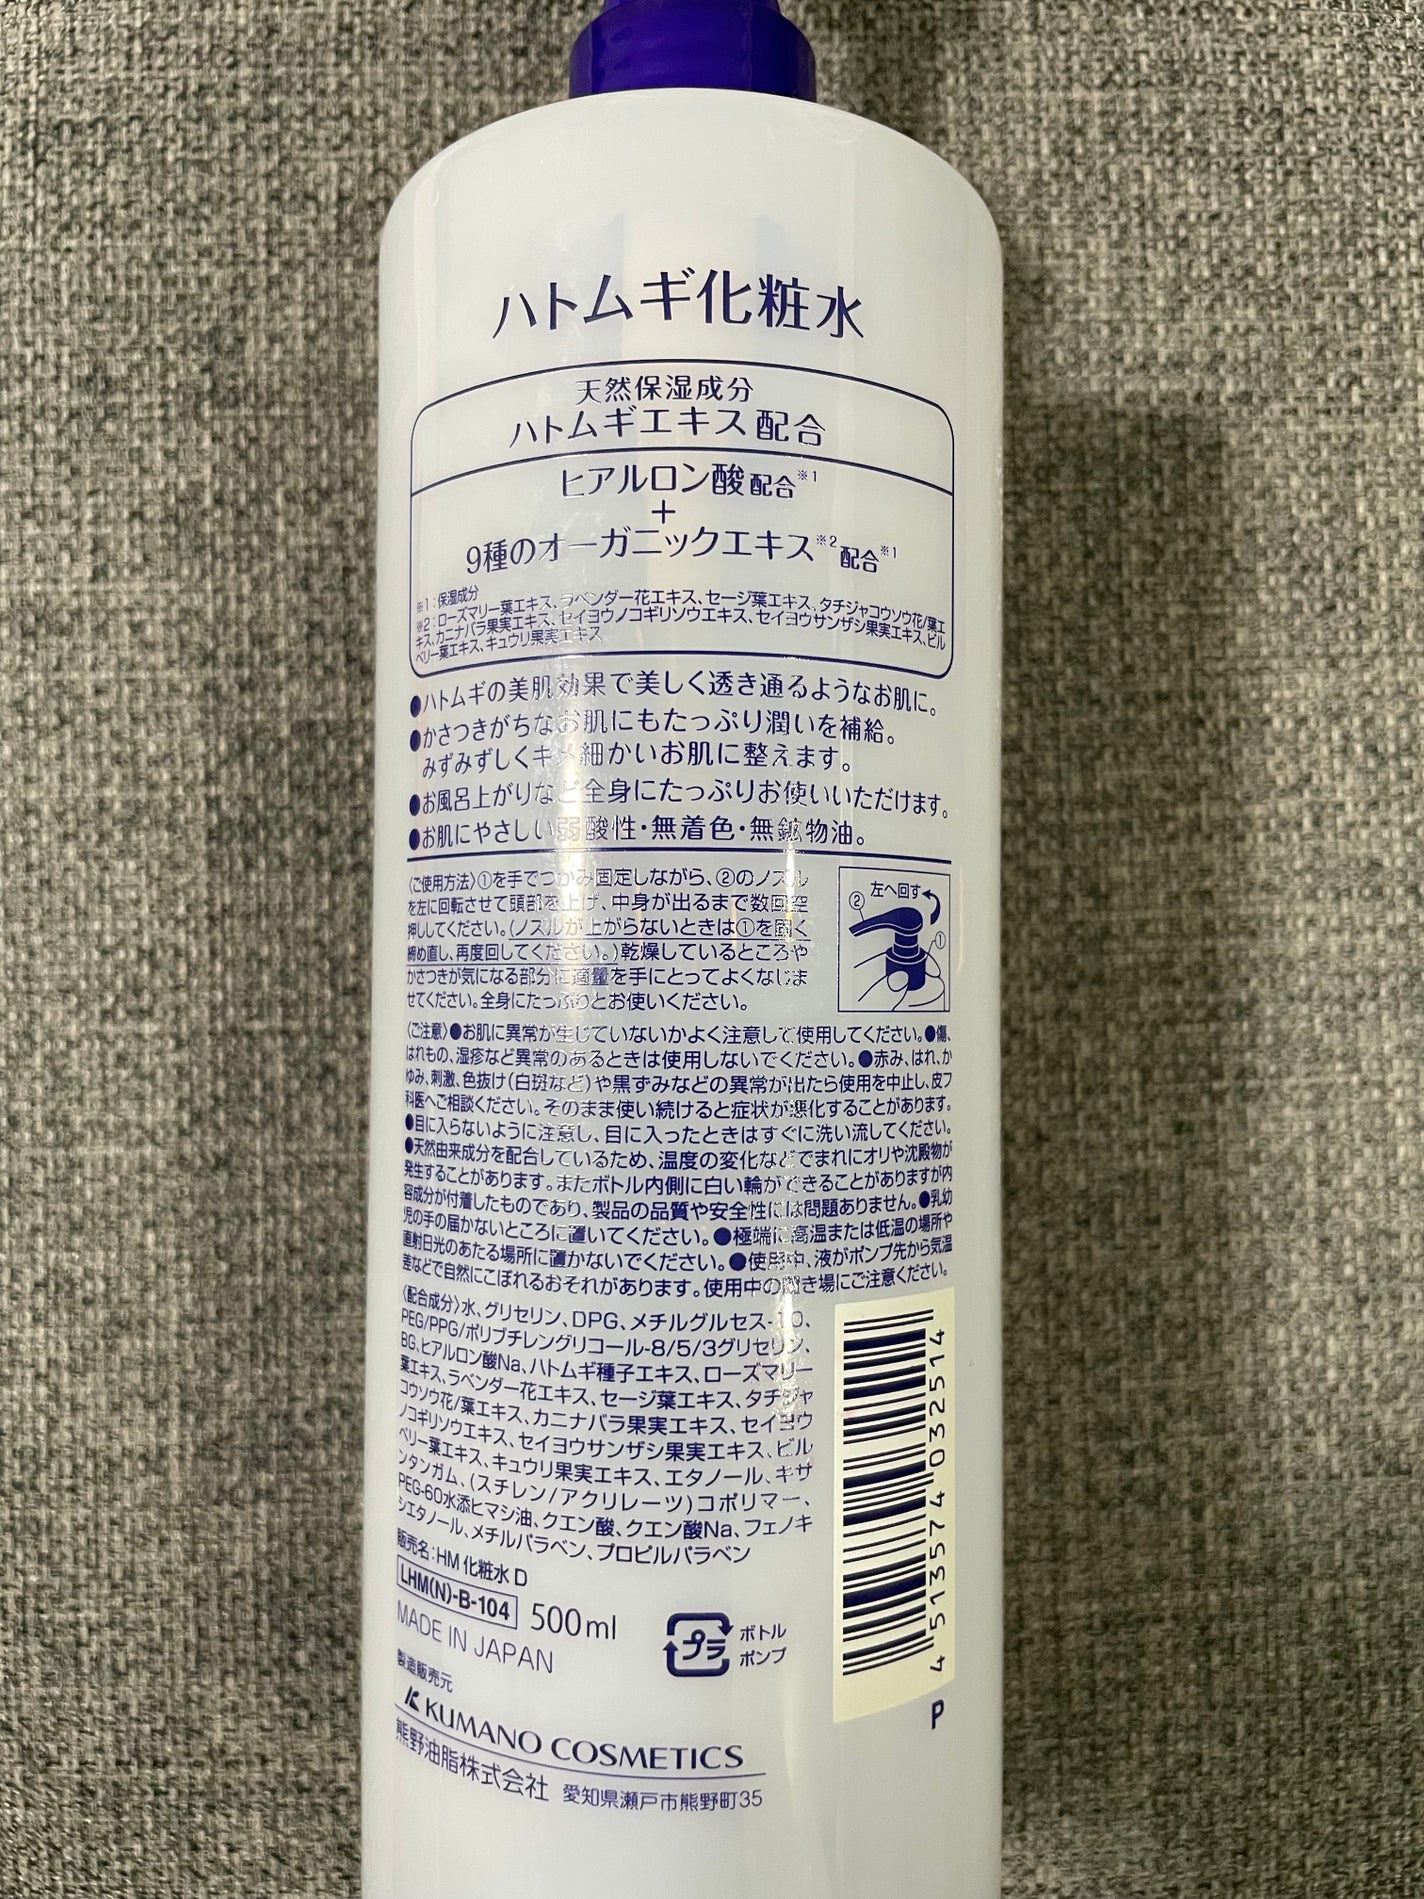 ハトムギ化粧水
天然保湿成分
ハトムギエキス配合
ヒアルロン酸配合※1
+
9種のオーガニックエキス※2配合※1
※1:保湿成分
※2:ローズマリー葉エキス、ラベンダー花エキス、セージ葉エキス、タチジャコウソウ花/葉エ
キス、カニナバラ果実エキス、セイヨウノコギリソウエキス、セイヨウサンザシ果実エキス、ビル
ベリー葉エキス、キュウリ果実エキス
●ハトムギの美肌効果で美しく透き通るようなお肌に。
●かさつきがちなお肌にもたっぷり潤いを補給。
みずみずしくキメ細かいお肌に整えます。
●お風呂上がりなど全身にたっぷりお使いいただけます。
●お肌にやさしい弱酸性・無着色・無鉱物油。
〈ご使用方法〉①を手でつかみ固定しながら、②のノズル
を左に回転させて頭部を上げ、中身が出るまで数回空
押ししてください。(ノズルが上がらないときは①を固く
締め直し、再度回してください。)乾燥しているところや
かさつきが気になる部分に適量を手にとってよくなじま
せてください。全身にたっぷりとお使いください。
左へ回す
②
①
〈ご注意〉●お肌に異常が生じていないかよく注意して使用してください。●傷、
はれもの、湿疹など異常のあるときは使用しないでください。●赤み、はれ、か
ゆみ、刺激、色抜け(白斑など)や黒ずみなどの異常が出たら使用を中止し、皮フ
科医へご相談ください。そのまま使い続けると症状が悪化することがあります。
●目に入らないように注意し、目に入ったときはすぐに洗い流してください。
●天然由来成分を配合しているため、温度の変化などでまれにオリや沈殿物が
発生することがあります。またボトル内側に白い輪ができることがありますが内
容成分が付着したものであり、製品の品質や安全性には問題ありません。●乳幼
児の手の届かないところに置いてください。●極端に高温または低温の場所や
直射日光のあたる場所に置かないでください。●使用中、液がポンプ先から気温
差などで自然にこぼれるおそれがあります。使用中の置き場にご注意ください。
〈配合成分〉水、グリセリン、DPG、メチルグルセス-10、
PEG/PPG/ポリブチレングリコール-8/5/3グリセリン、
BG、ヒアルロン酸Na、ハトムギ種子エキス、ローズマリー
葉エキス、ラベンダー花エキス、セージ葉エキス、タチジャ
コウソウ花/葉エキス、カニナバラ果実エキス、セイヨウ
ノコギリソウエキス、セイヨウサンザシ果実エキス、ビル
ベリー葉エキス、キュウリ果実エキス、エタノール、キサ
ンタンガム、(スチレン/アクリレーツ)コポリマー、
PEG-60水添ヒマシ油、クエン酸、クエン酸Na、フェノキ
シエタノール、メチルパラベン、プロピルパラベン
販売名:HM 化粧水 D
LHM(N)-B-104 500ml
MADE IN JAPAN
プラ
ボトル
ポンプ
製造販売元
KUMANO COSMETICS
熊野油脂株式会社 愛知県瀬戸市熊野町35
4 513574 032514
P